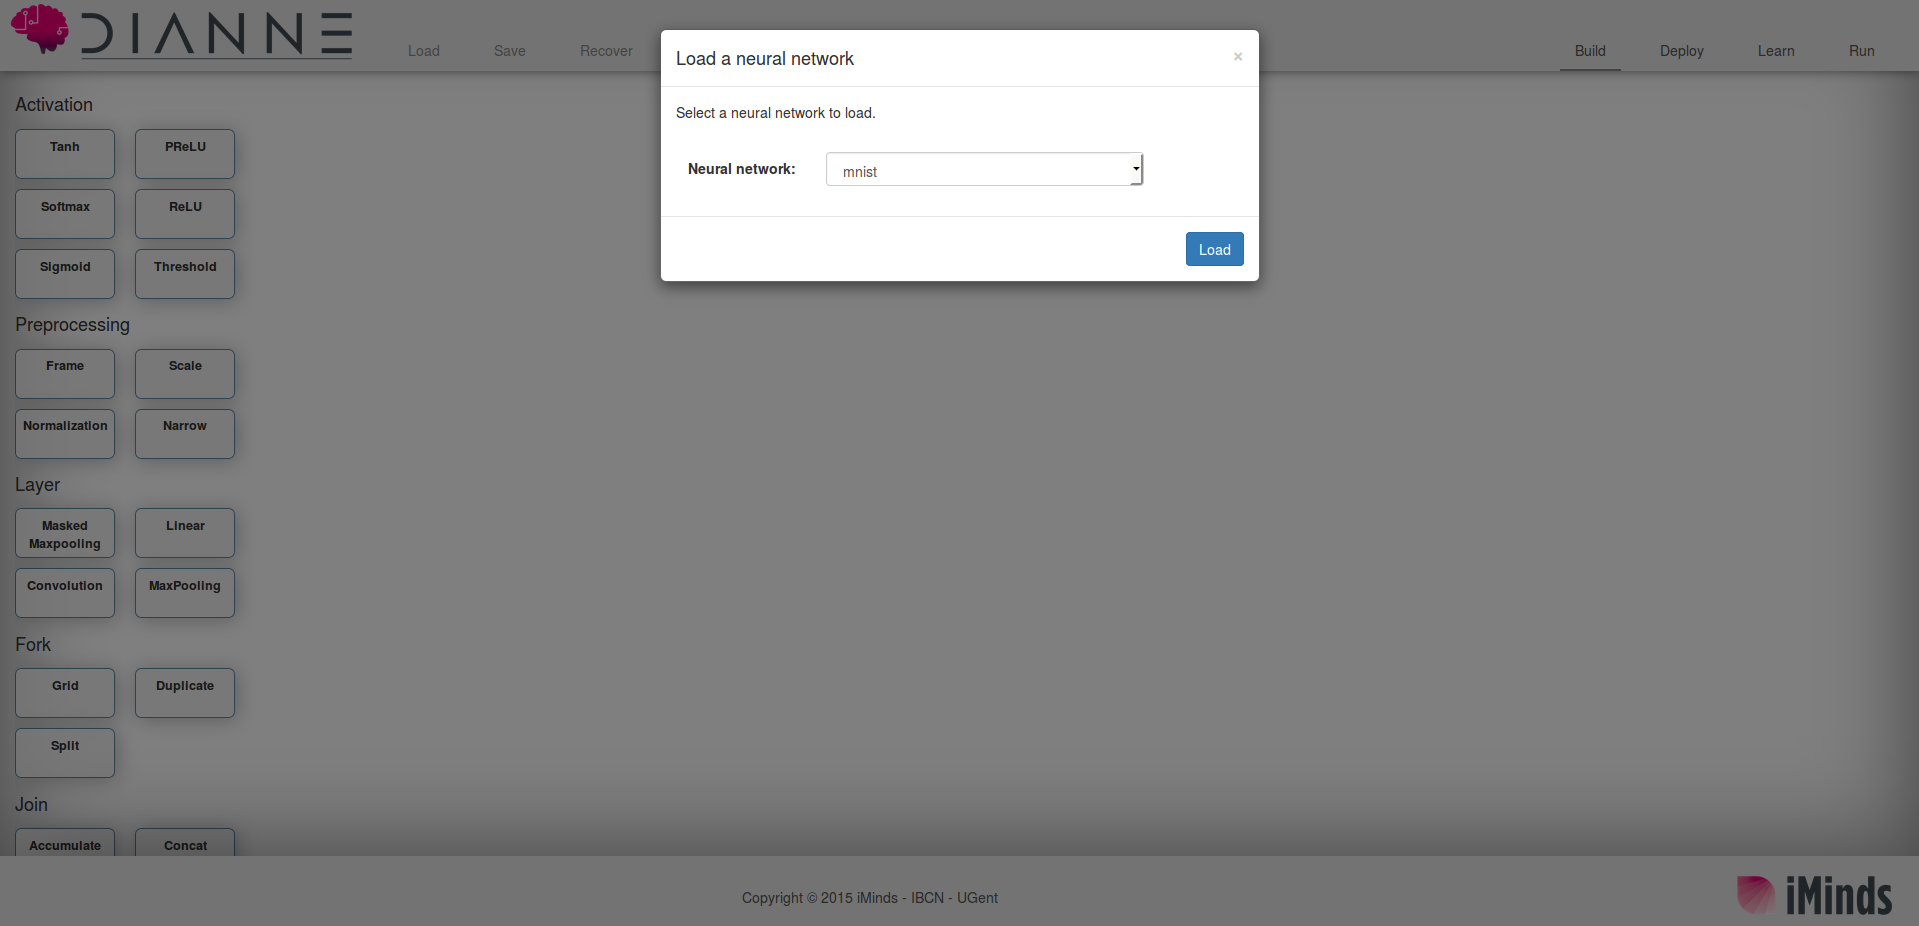 DIANNE
Load Save Recover
Build Deploy Learn Run
Load a neural network ×
Select a neural network to load.
Neural network: mnist
Load
Activation
Tanh PReLU
Softmax ReLU
Sigmoid Threshold
Preprocessing
Frame Scale
Normalization Narrow
Layer
Masked Maxpooling Linear
Convolution MaxPooling
Fork
Grid Duplicate
Split
Join
Accumulate Concat
Copyright © 2015 iMinds - IBCN - UGent
iMinds